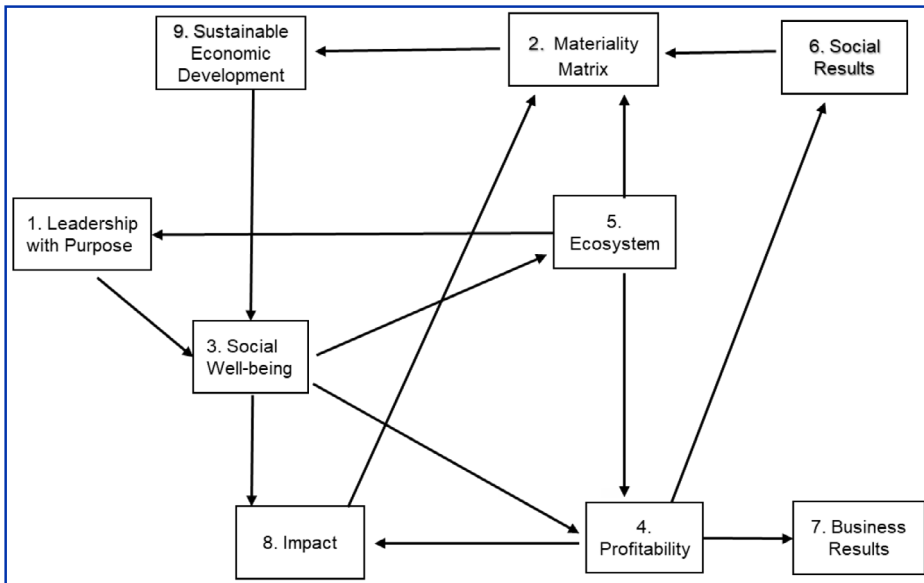 9. Sustainable
Economic
Development
2. Materiality
Matrix
6. Social
Results
1. Leadership
with Purpose
5.
Ecosystem
3. Social
Well-being
8. Impact
4.
Profitability
7. Business
Results